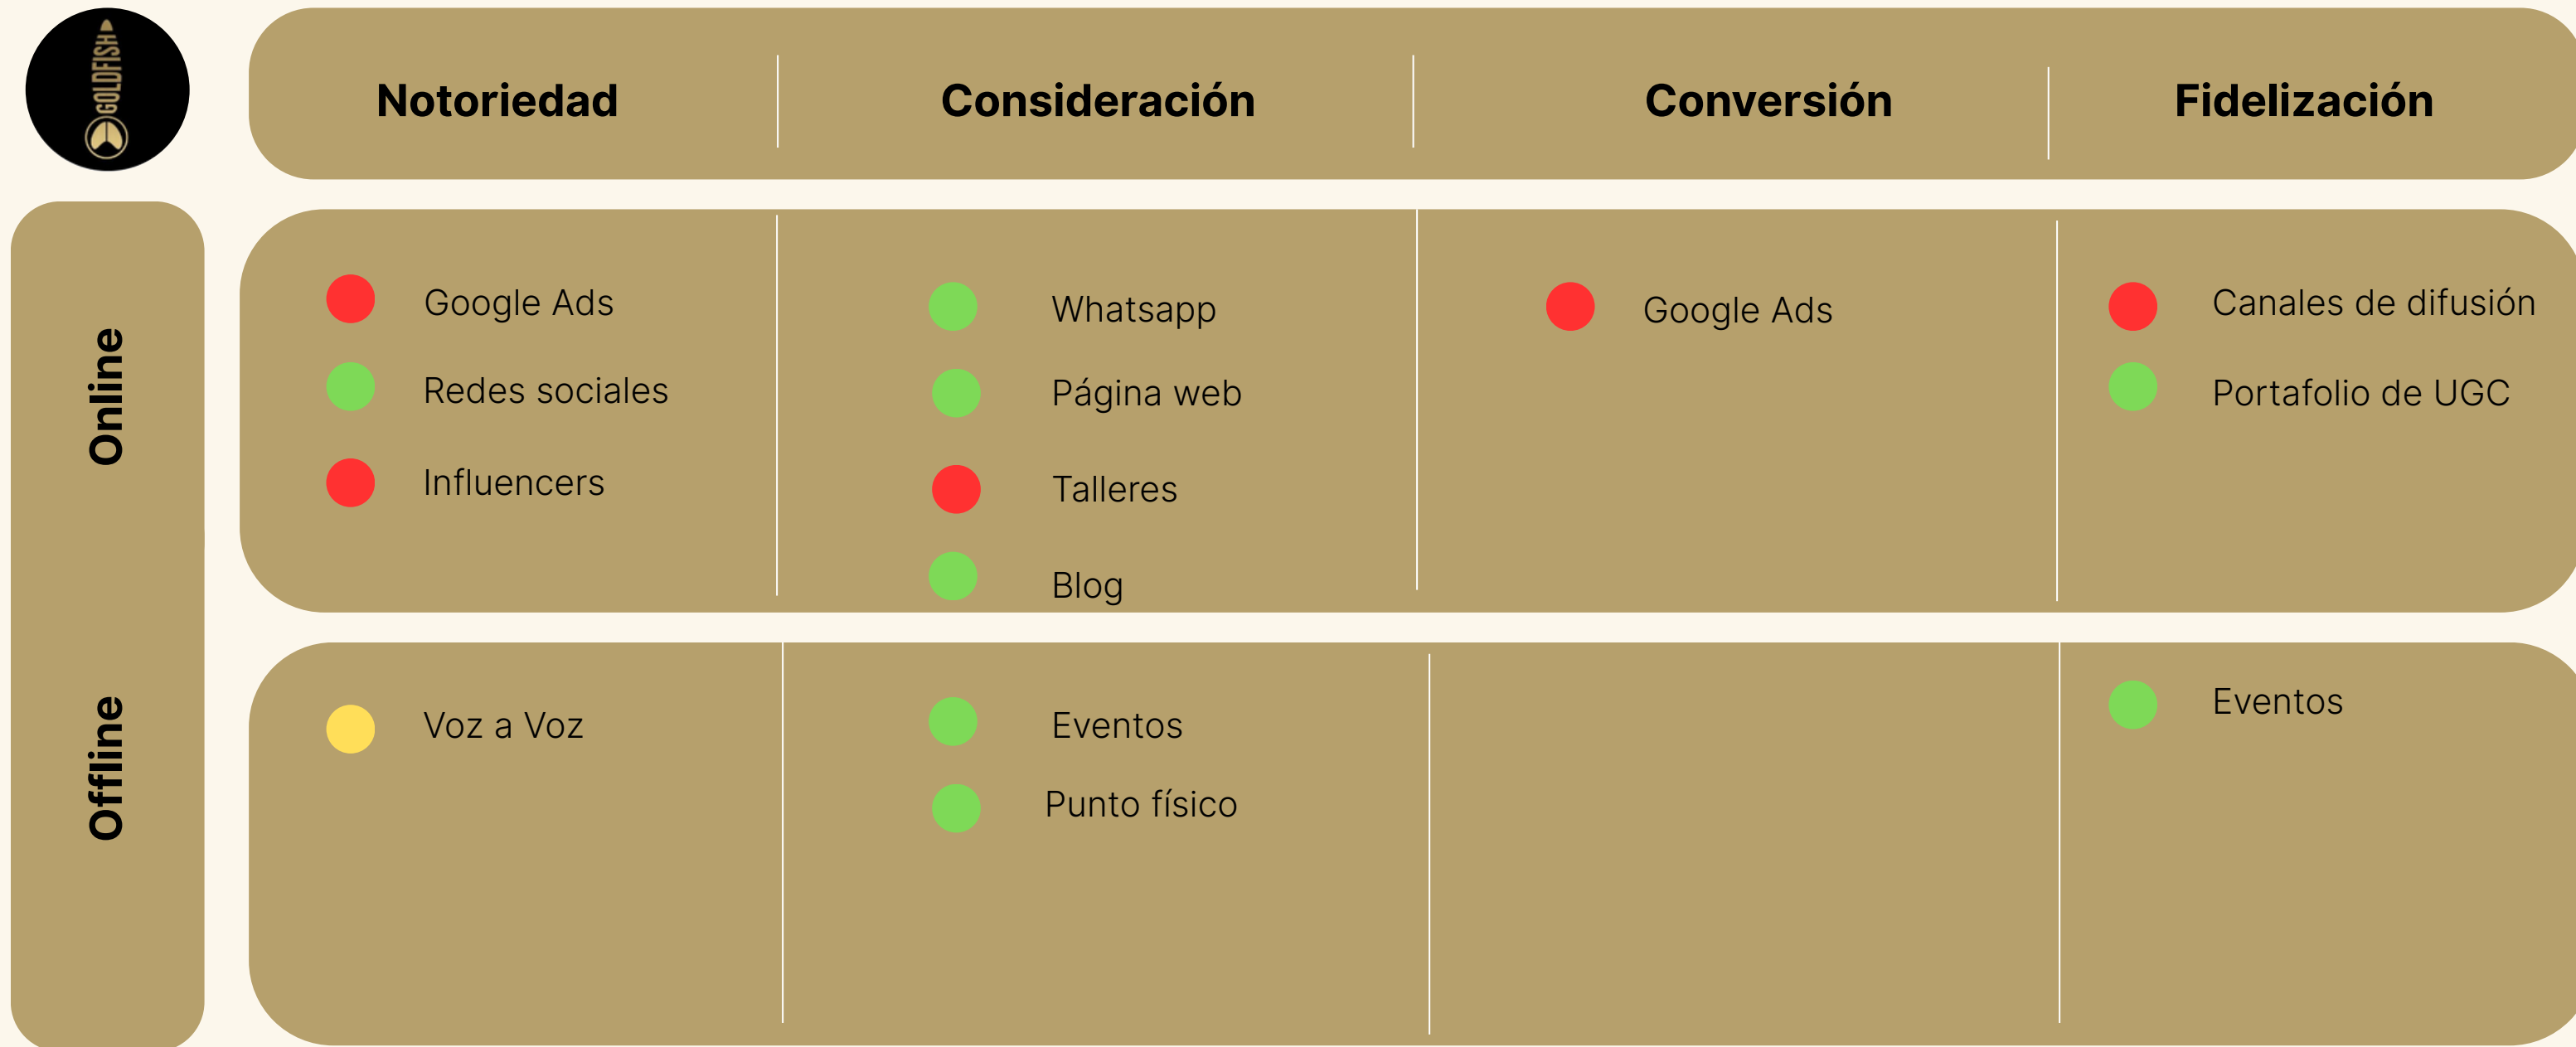 GOLDFISH
Notoriedad
Consideración
Conversión
Fidelización
Online
Google Ads
Redes sociales
Influencers
Whatsapp
Página web
Talleres
Blog
Google Ads
Canales de difusión
Portafolio de UGC
Offline
Voz a Voz
Eventos
Punto físico
Eventos